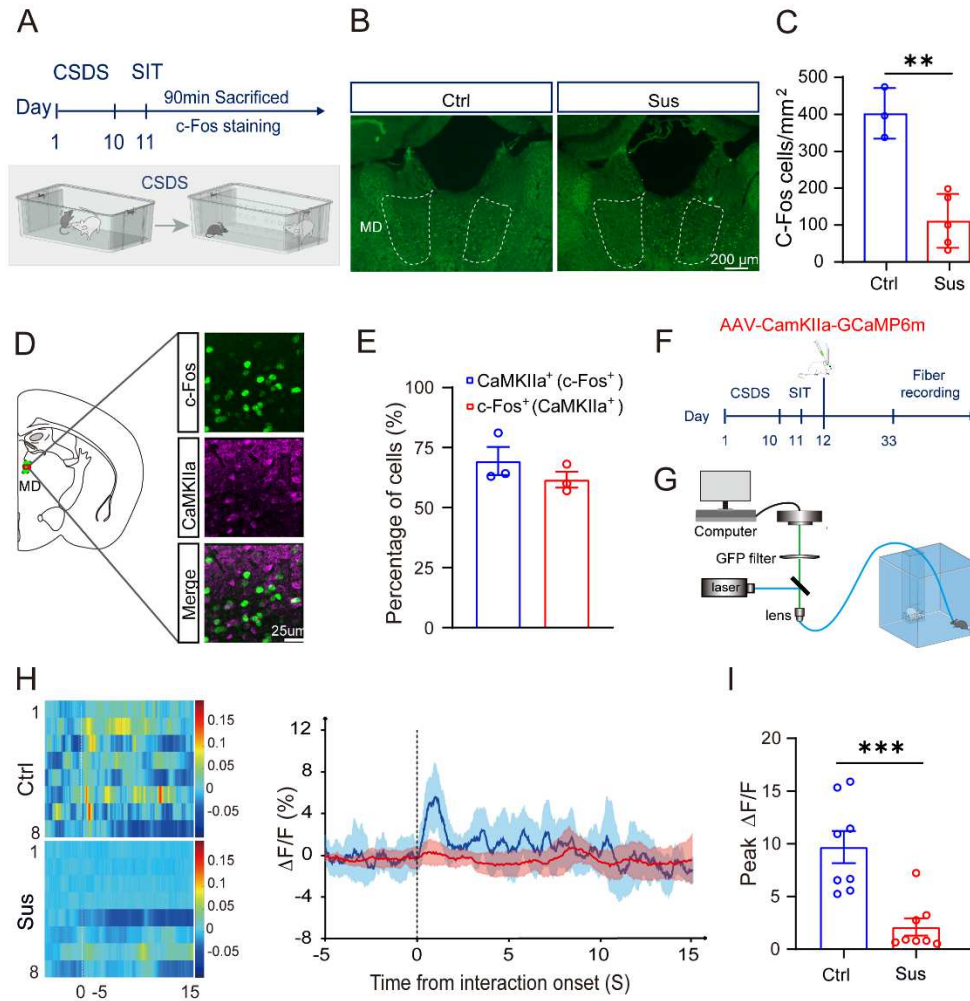 A
CSDS SIT
Day
90min Sacrificed
c-Fos staining
1 10 11
CSDS
B
Ctrl Sus
MD
200 μm
C
**
C-Fos cells/mm²
500
400
300
200
100
0
Ctrl Sus
D
MD
c-Fos
CaMKIIa
Merge
25um
E
Percentage of cells (%)
100
75
50
25
0
CaMKIIa⁺ (c-Fos⁺)
c-Fos⁺(CaMKIIa⁺)
AAV-CamKIIa-GCaMP6m
F
CSDS SIT
Fiber
recording
Day
1 10 11 12 33
G
Computer
GFP filter
laser
lens
H
1
Ctrl
8
0.15
0.10
0.05
0
-0.05
1
Sus
8
0.15
0.10
0.05
0
-0.05
0 -5 15
ΔF/F (%)
12
8
4
0
-4
-8
-5 0 5 10 15
Time from interaction onset (S)
I
***
Peak ΔF/F
20
15
10
5
0
Ctrl Sus